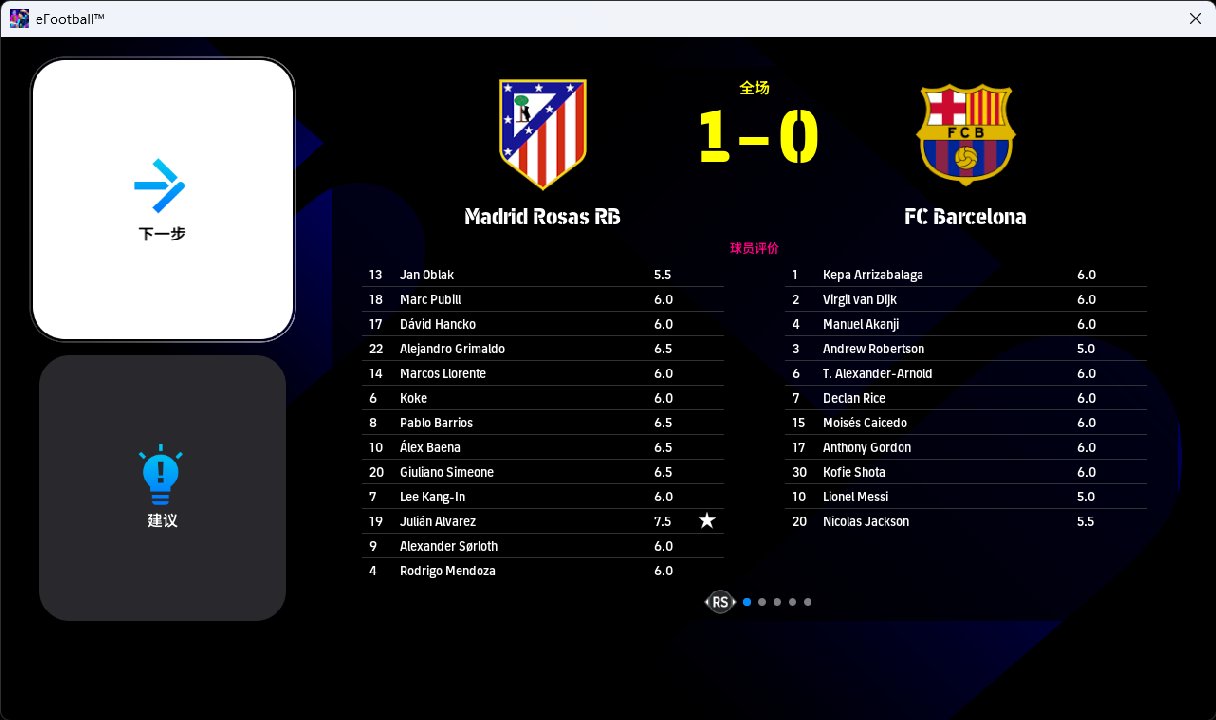 eFootball™
下一步
建议
全场
1-0
FCB
Madrid Rosas RB
FC Barcelona
球员评价
13 Jan Oblak 5.5
18 Marc Pubill 6.0
17 Dávid Hancko 6.0
22 Alejandro Grimaldo 6.5
14 Marcos Llorente 6.0
6 Koke 6.0
8 Pablo Barrios 6.5
10 Álex Baena 6.5
20 Giuliano Simeone 6.5
7 Lee Kang-In 6.0
19 Julián Alvarez 7.5 ★
9 Alexander Sørloth 6.0
4 Rodrigo Mendoza 6.0
1 Kepa Arrizabalaga 6.0
2 Virgil van Dijk 6.0
4 Manuel Akanji 6.0
3 Andrew Robertson 5.0
6 T. Alexander-Arnold 6.0
7 Declan Rice 6.0
15 Moisés Caicedo 6.0
17 Anthony Gordon 6.0
30 Kofie Shota 6.0
10 Lionel Messi 5.0
20 Nicolas Jackson 5.5
RS